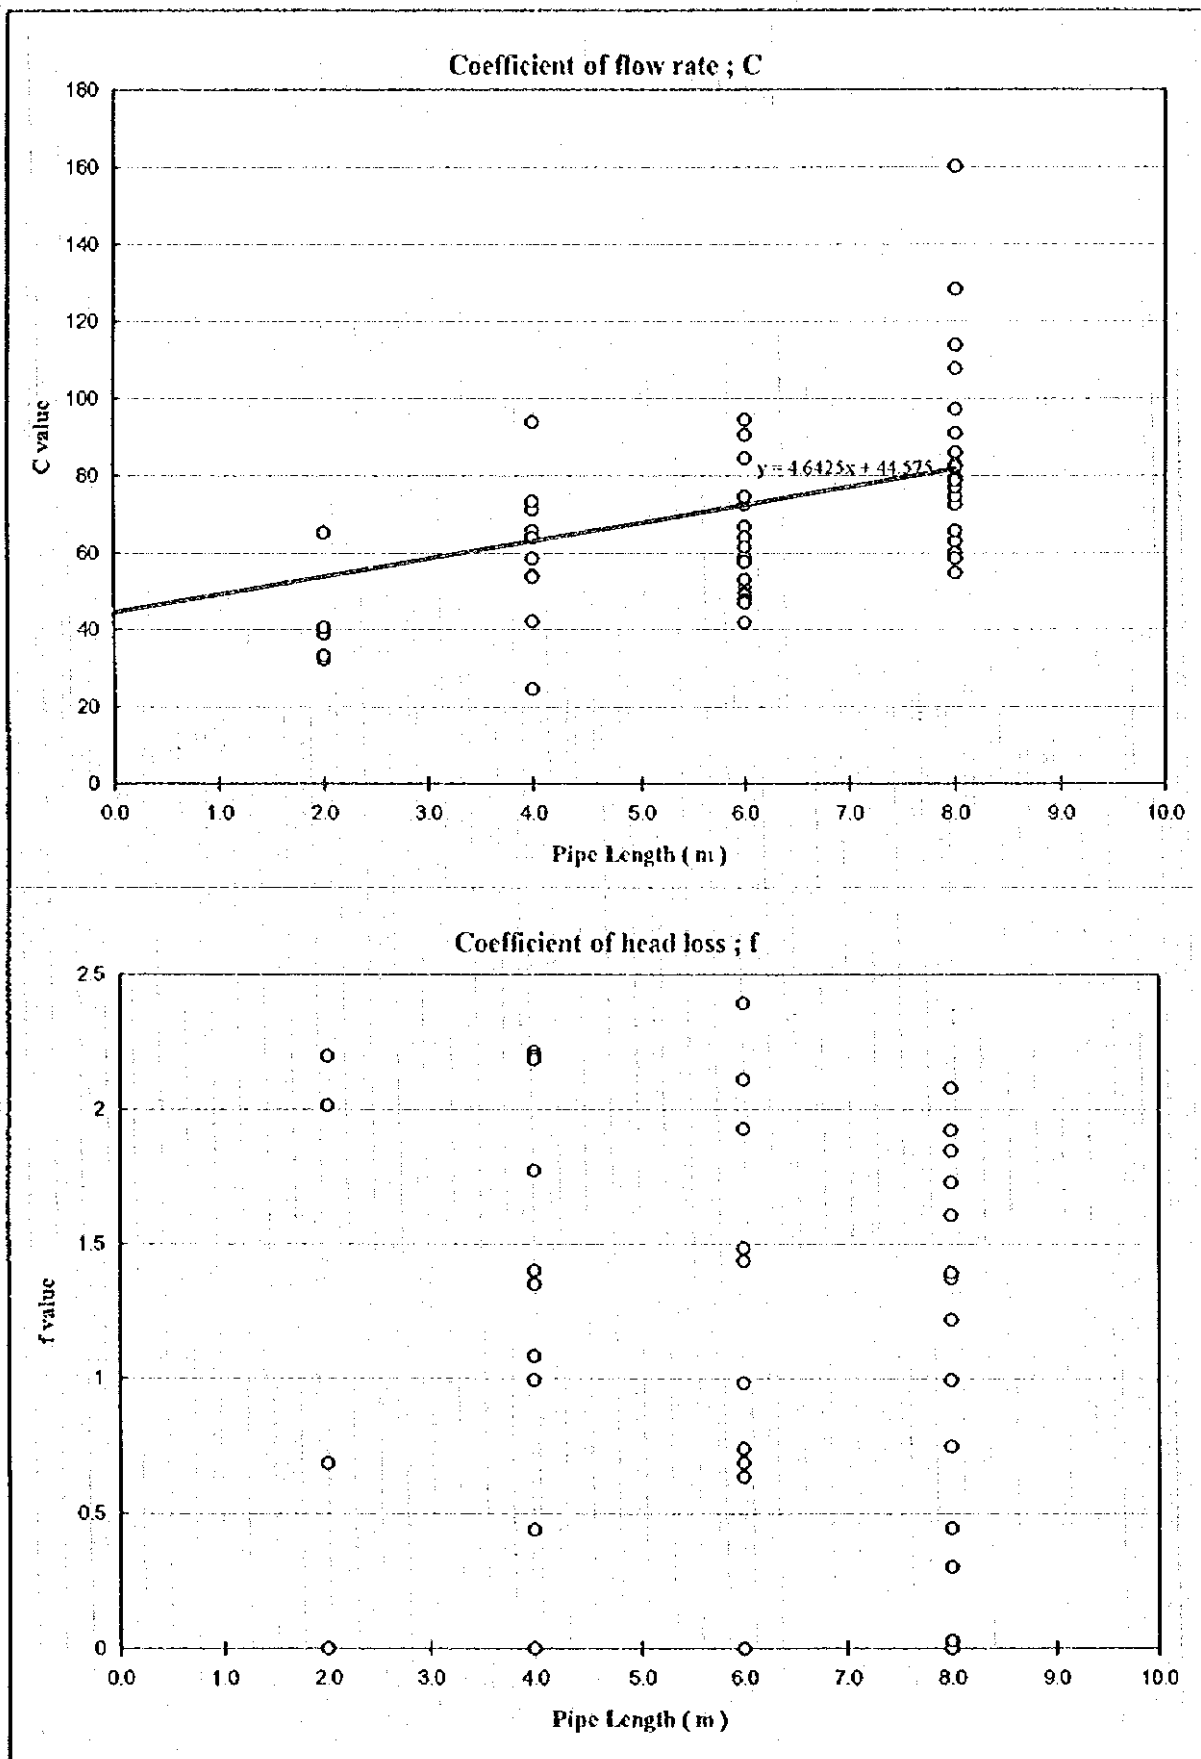 Coefficient of flow rate ; C
180
160
140
120
100
80
60
40
20
0
C value
y = 4.6425x + 44.575
0.0 1.0 2.0 3.0 4.0 5.0 6.0 7.0 8.0 9.0 10.0
Pipe Length ( m )
Coefficient of head loss ; f
2.5
2
1.5
1
0.5
0
f value
0.0 1.0 2.0 3.0 4.0 5.0 6.0 7.0 8.0 9.0 10.0
Pipe Length ( m )